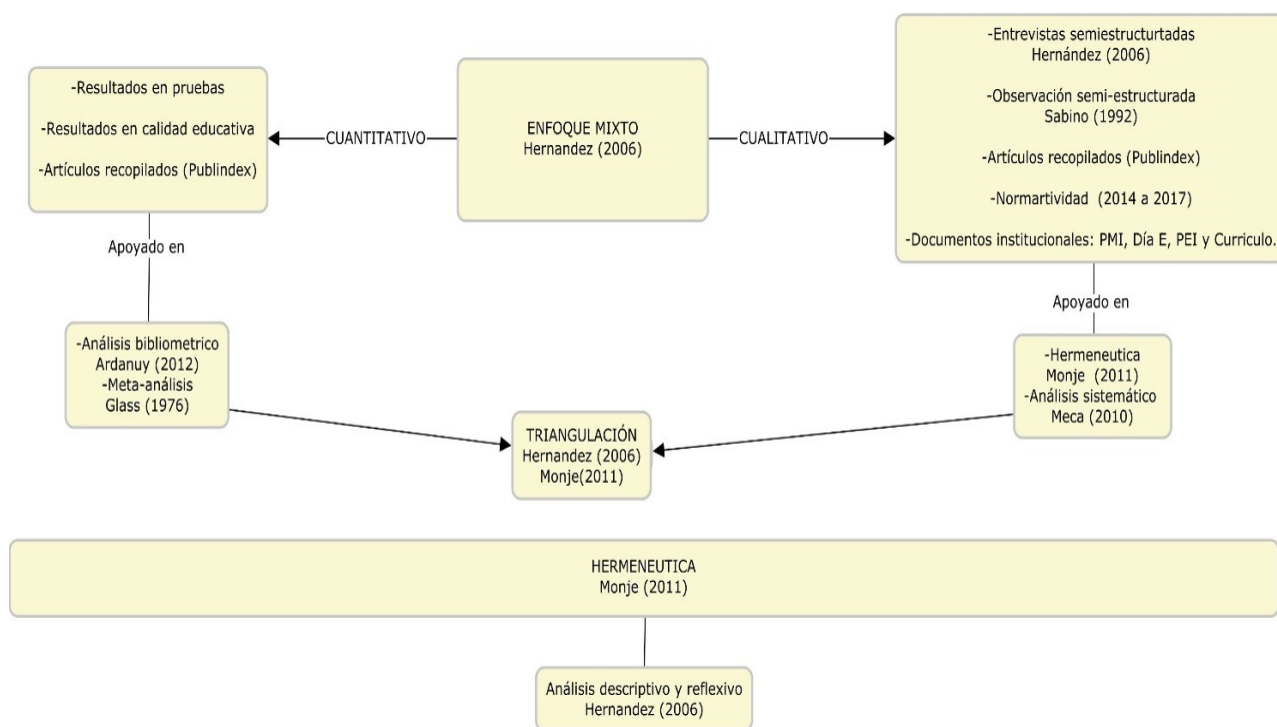 -Resultados en pruebas
-Resultados en calidad educativa
-Artículos recopilados (Publindex)
CUANTITATIVO
ENFOQUE MIXTO
Hernandez (2006)
CUALITATIVO
-Entrevistas semiestructurtadas
Hernández (2006)
-Observación semi-estructurada
Sabino (1992)
-Artículos recopilados (Publindex)
-Normartividad (2014 a 2017)
-Documentos institucionales: PMI, Día E, PEI y Curriculo.
Apoyado en
Apoyado en
-Análisis bibliometrico
Ardanuy (2012)
-Meta-análisis
Glass (1976)
-Hermeneutica
Monje (2011)
-Análisis sistemático
Meca (2010)
TRIANGULACIÓN
Hernandez (2006)
Monje(2011)
HERMENEUTICA
Monje (2011)
Análisis descriptivo y reflexivo
Hernandez (2006)